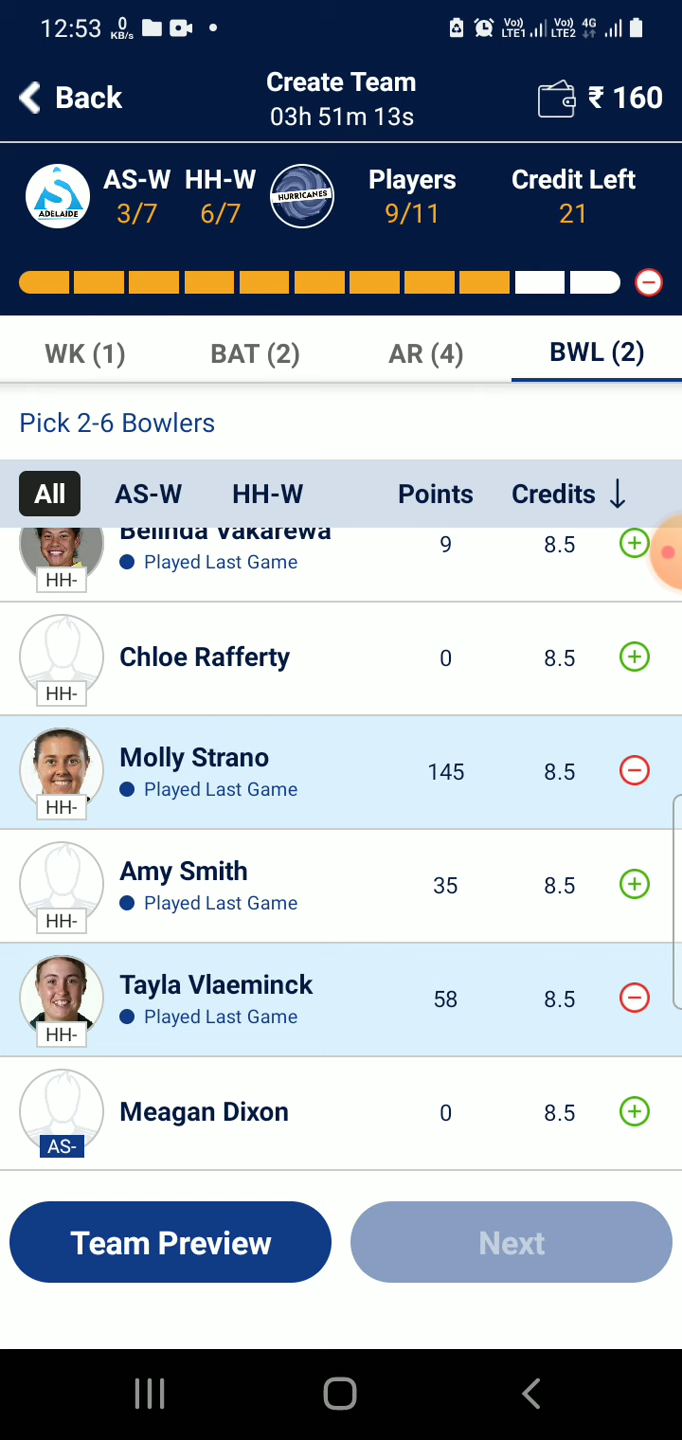 12:53 0 KB/s Vo) LTE1 Vo) LTE2 4G
Back Create Team ₹ 160
03h 51m 13s
AS-W HH-W Players Credit Left
ADELAIDE 3/7 6/7 HURRICANES 9/11 21
WK (1) BAT (2) AR (4) BWL (2)
Pick 2-6 Bowlers
All AS-W HH-W Points Credits
Belinda Vakarewa 9 8.5
Played Last Game
HH-
Chloe Rafferty 0 8.5
HH-
Molly Strano 145 8.5
Played Last Game
HH-
Amy Smith 35 8.5
Played Last Game
HH-
Tayla Vlaeminck 58 8.5
Played Last Game
HH-
Meagan Dixon 0 8.5
AS-
Team Preview Next